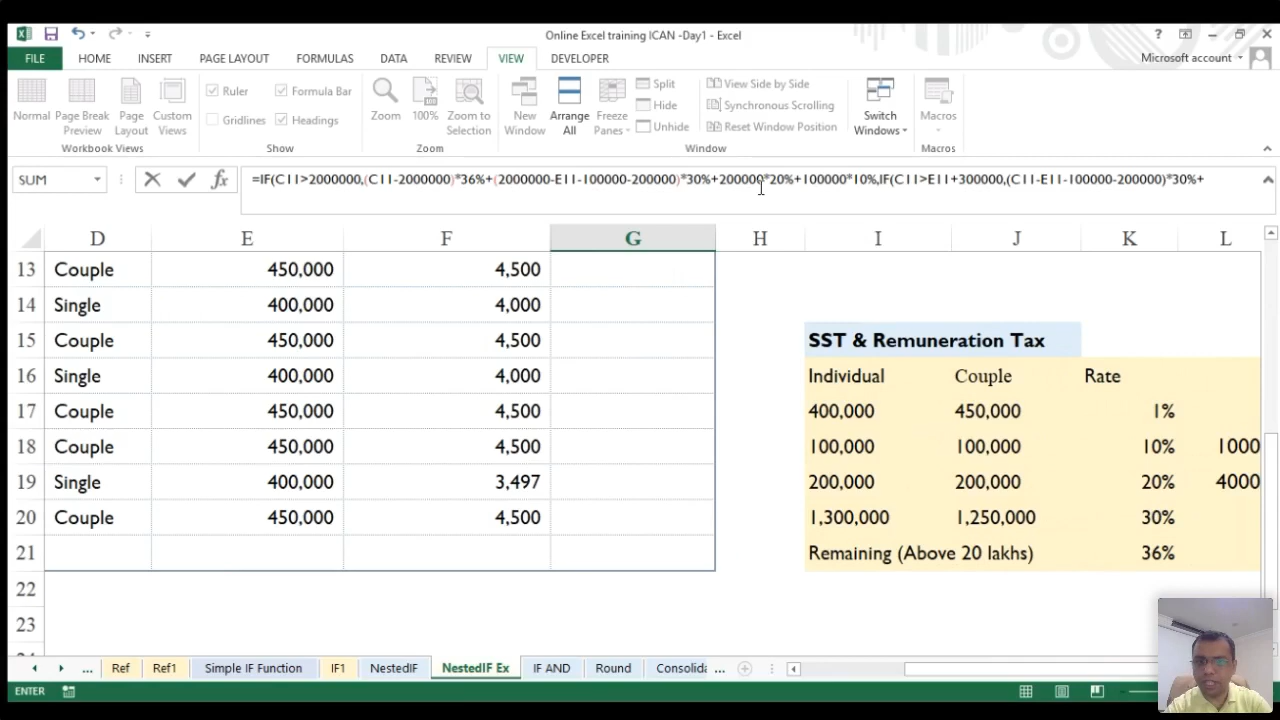 Online Excel training ICAN -Day1 - Excel
FILE HOME INSERT PAGE LAYOUT FORMULAS DATA REVIEW VIEW DEVELOPER Microsoft account
Normal Page Break Preview Page Layout Custom Views
Ruler Formula Bar
Gridlines Headings
Zoom 100% Zoom to Selection
New Window Arrange All Freeze Panes
Split
Hide
Unhide
View Side by Side
Synchronous Scrolling
Reset Window Position
Switch Windows Macros
Workbook Views Show Zoom Window Macros
SUM fx =IF(C11>2000000,(C11-2000000)*36%+(2000000-E11-100000-200000)*30%+200000*20%+100000*10%,IF(C11>E11+300000,(C11-E11-100000-200000)*30%+
D E F G H I J K L
13 Couple 450,000 4,500
14 Single 400,000 4,000
15 Couple 450,000 4,500 SST & Remuneration Tax
16 Single 400,000 4,000 Individual Couple Rate
17 Couple 450,000 4,500 400,000 450,000 1%
18 Couple 450,000 4,500 100,000 100,000 10% 1000
19 Single 400,000 3,497 200,000 200,000 20% 4000
20 Couple 450,000 4,500 1,300,000 1,250,000 30%
21 Remaining (Above 20 lakhs) 36%
22
23
... Ref Ref1 Simple IF Function IF1 NestedIF NestedIF Ex IF AND Round Consolida ...
ENTER